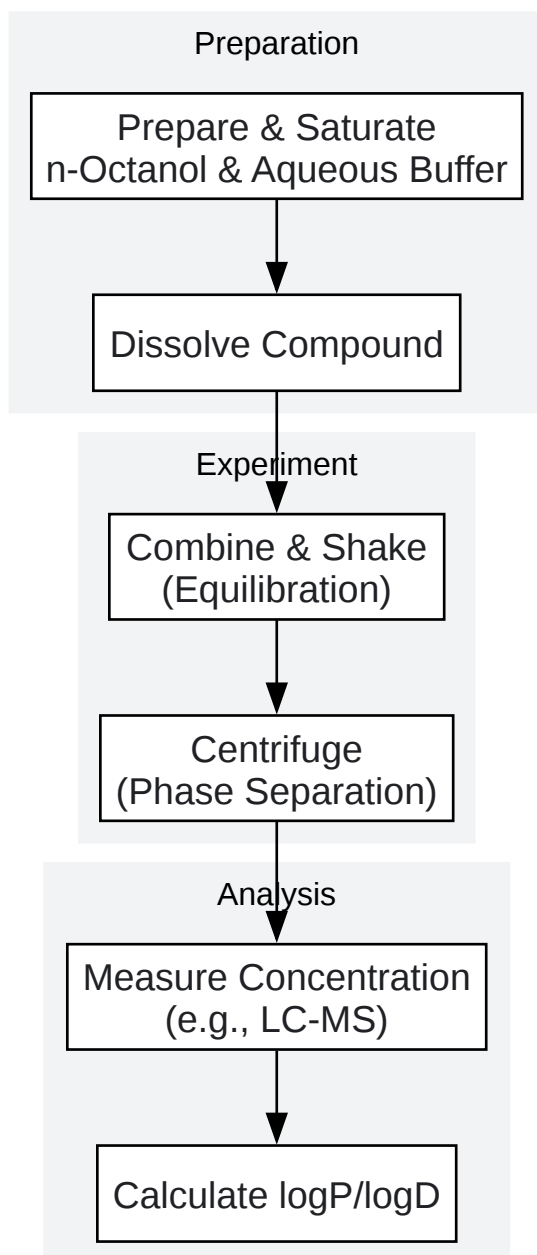 Preparation
Prepare & Saturate
n-Octanol & Aqueous Buffer
Dissolve Compound
Experiment
Combine & Shake
(Equilibration)
Centrifuge
(Phase Separation)
Analysis
Measure Concentration
(e.g., LC-MS)
Calculate logP/logD